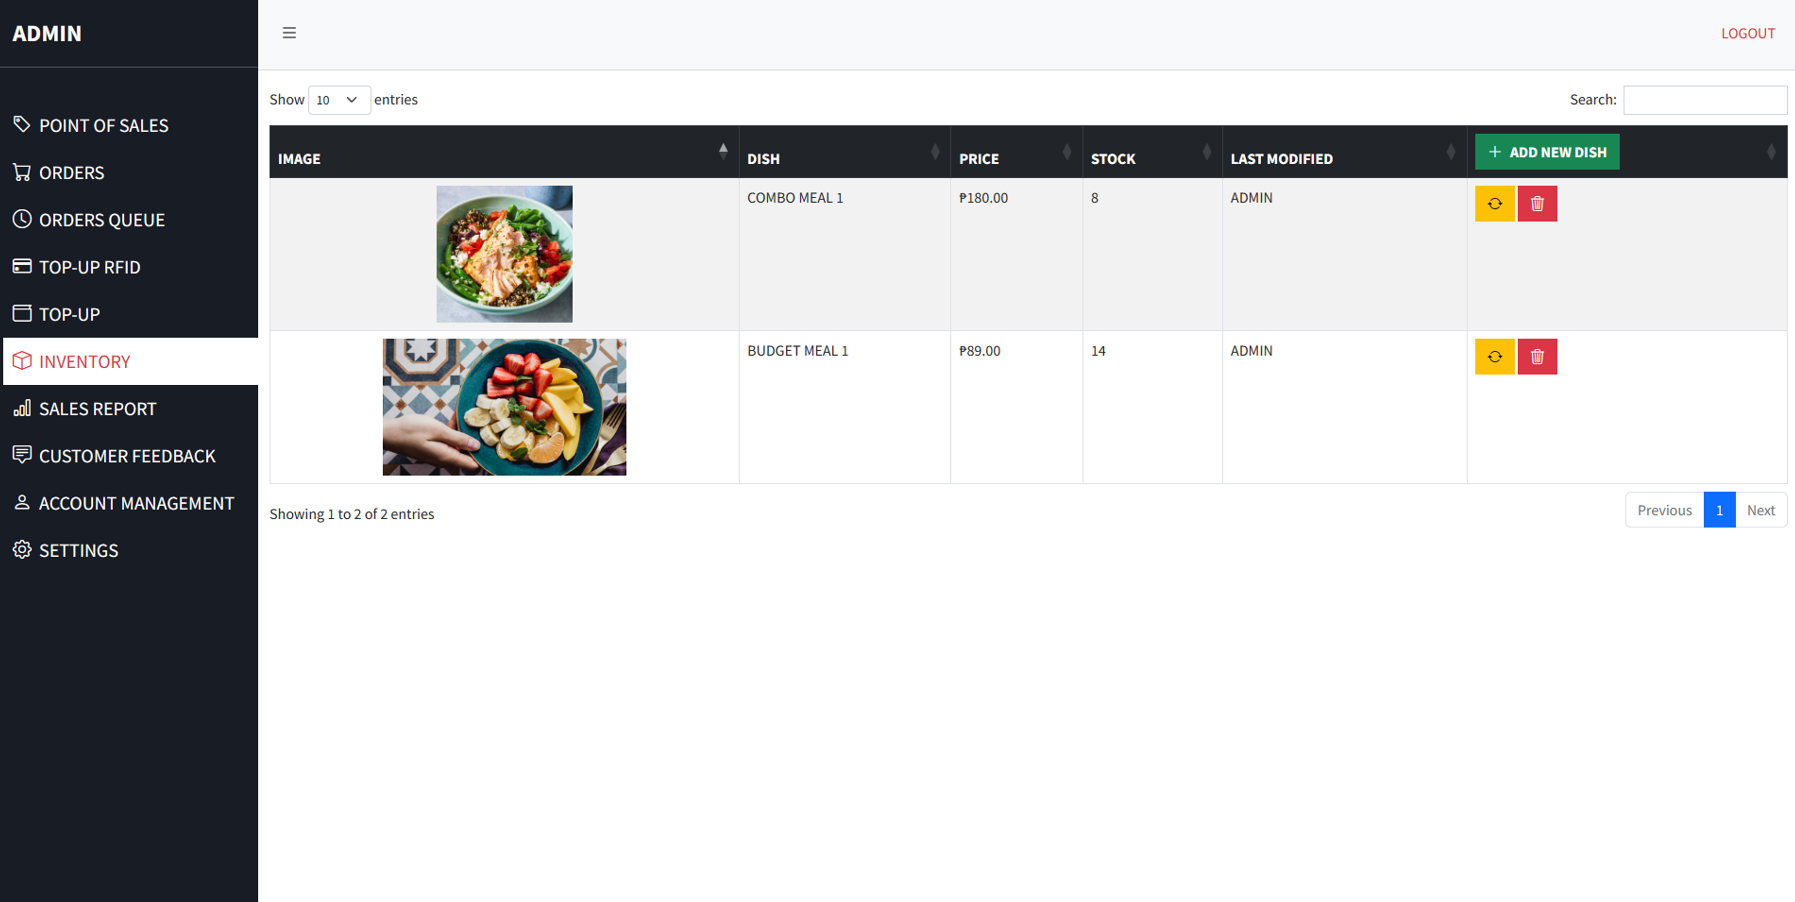 ADMIN
LOGOUT
POINT OF SALES
ORDERS
ORDERS QUEUE
TOP-UP RFID
TOP-UP
INVENTORY
SALES REPORT
CUSTOMER FEEDBACK
ACCOUNT MANAGEMENT
SETTINGS
Show 10 entries
Search:
IMAGE DISH PRICE STOCK LAST MODIFIED + ADD NEW DISH
COMBO MEAL 1 ₱180.00 8 ADMIN
BUDGET MEAL 1 ₱89.00 14 ADMIN
Showing 1 to 2 of 2 entries
Previous 1 Next